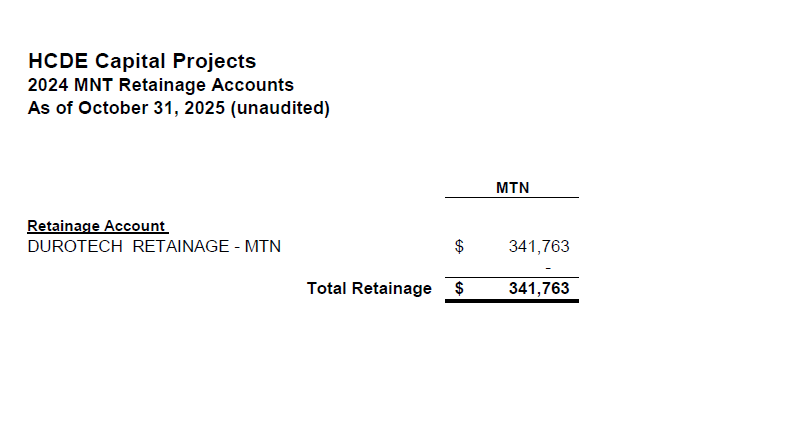 HCDE Capital Projects
2024 MNT Retainage Accounts
As of October 31, 2025 (unaudited)
MTN
Retainage Account
DUROTECH  RETAINAGE - MTN $ 341,763
-
Total Retainage $ 341,763